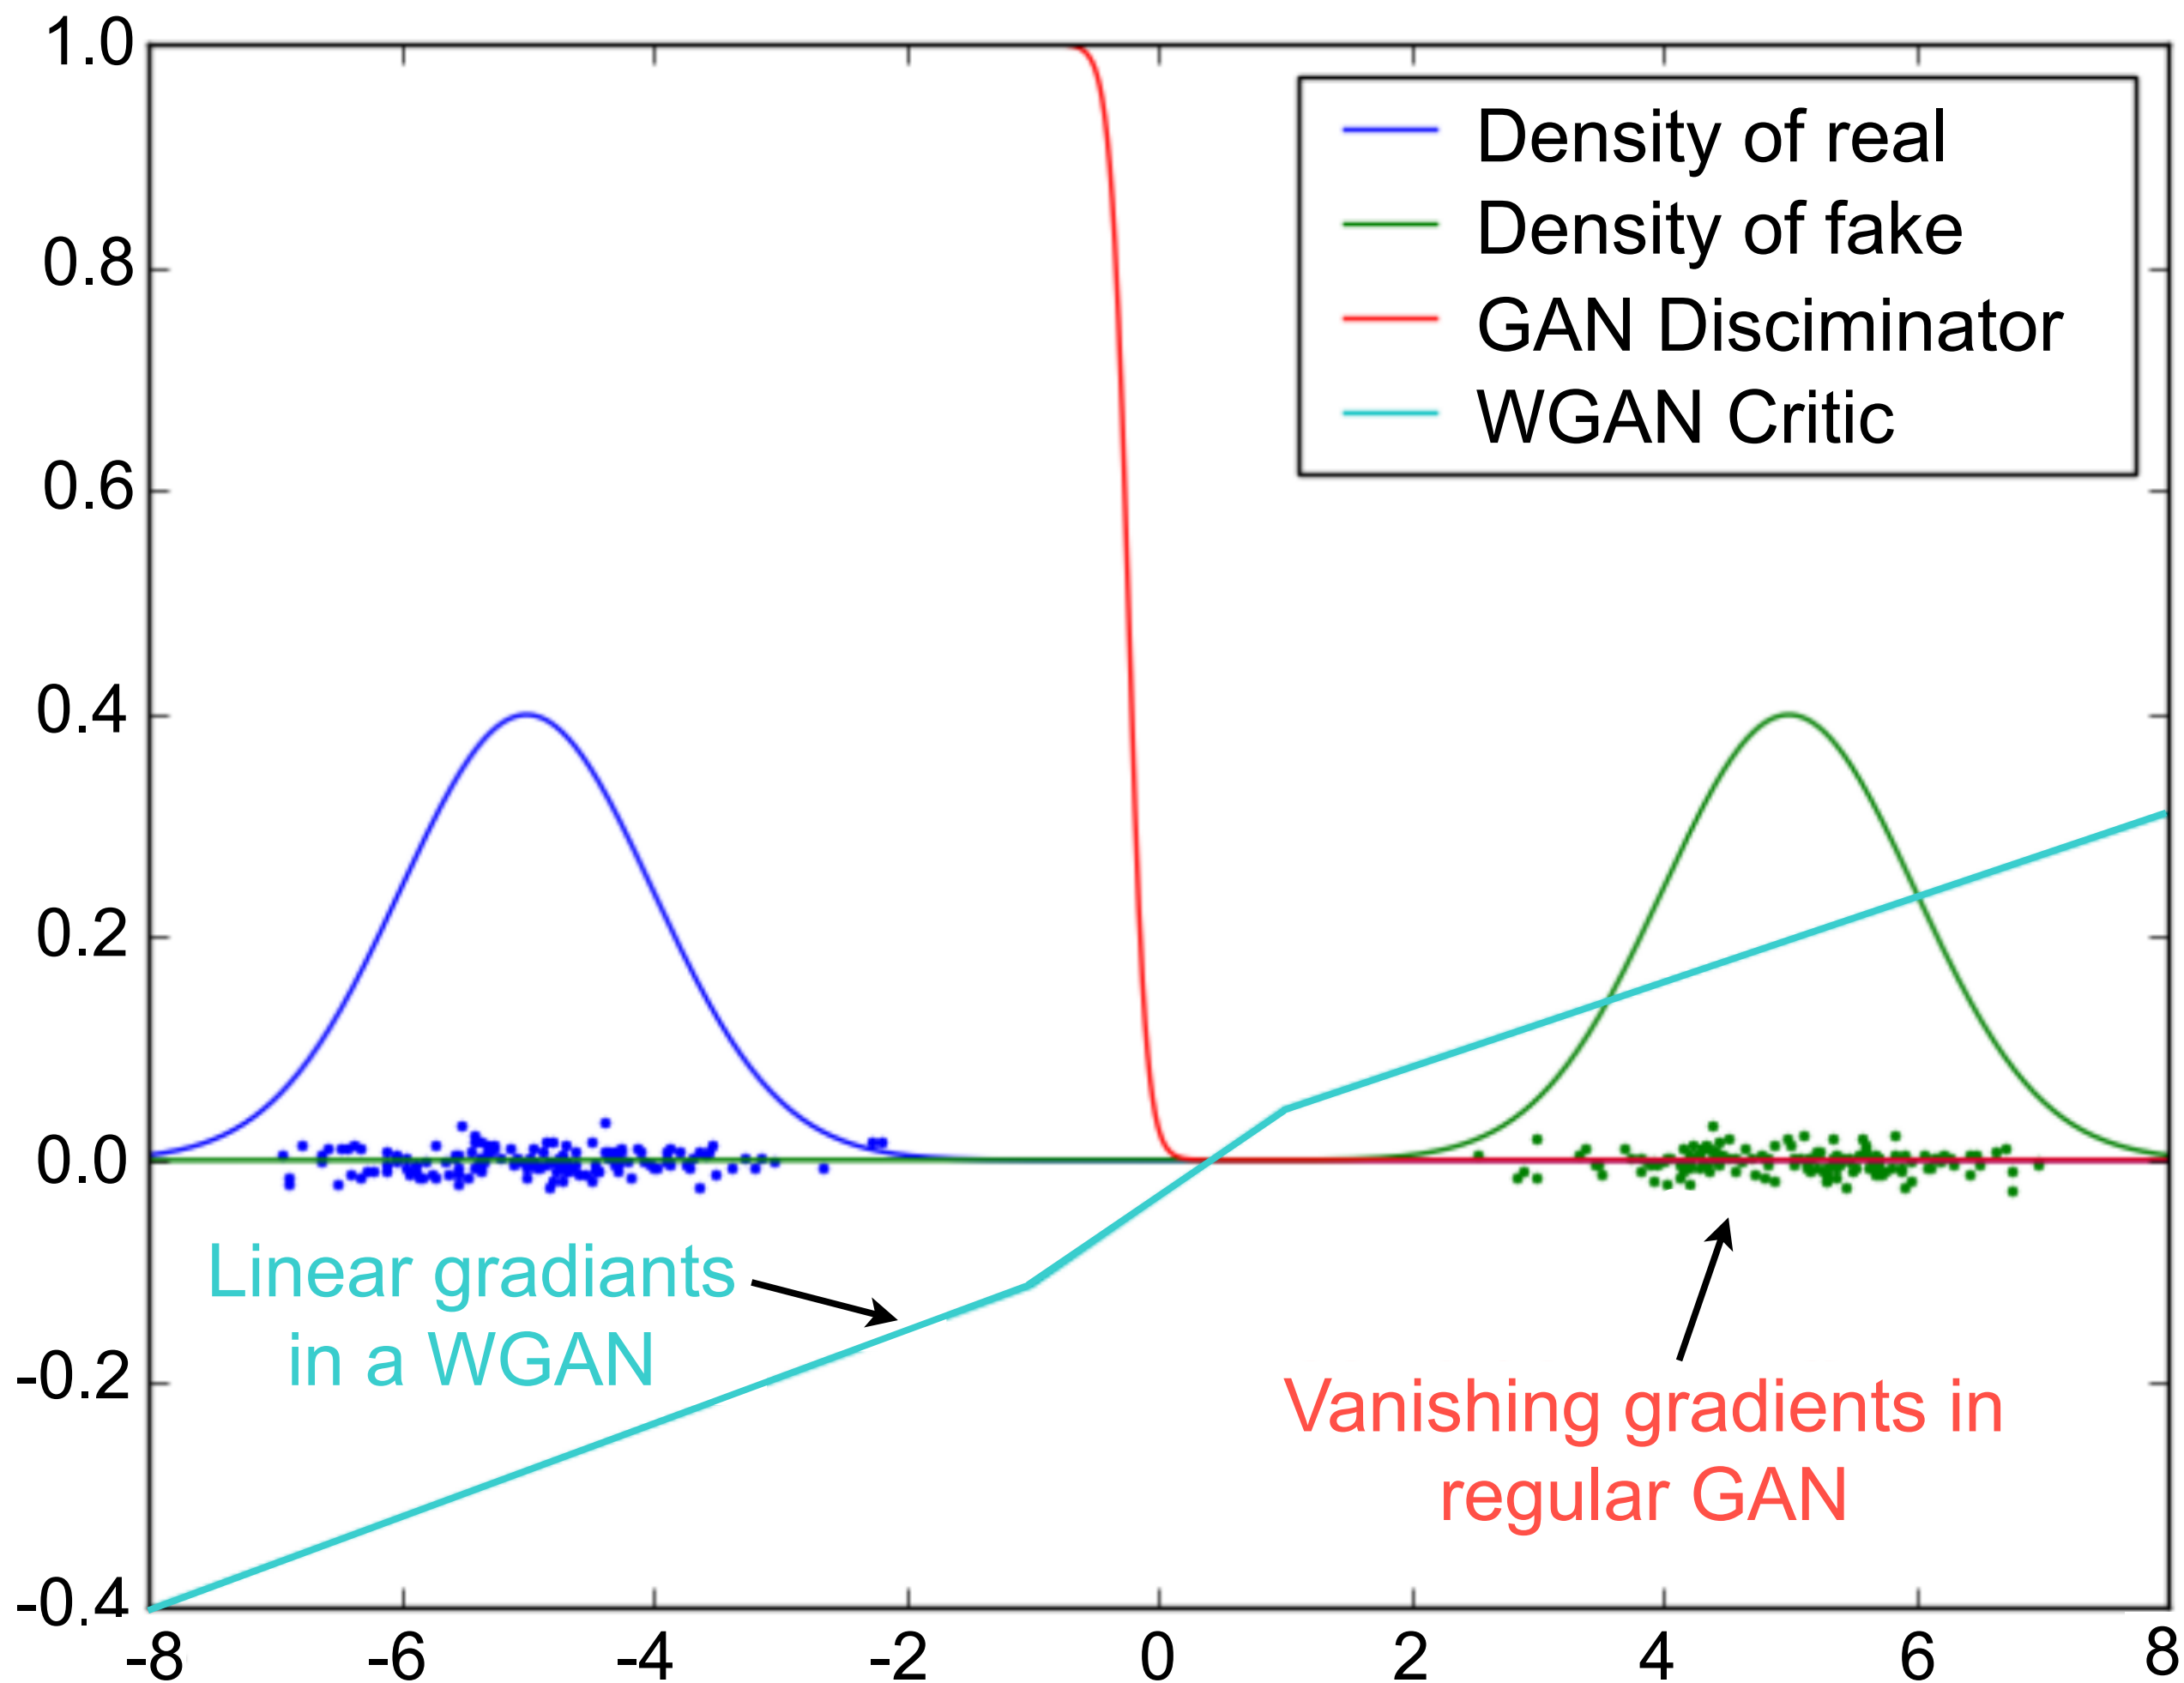 1.0
0.8
0.6
0.4
0.2
0.0
-0.2
-0.4
Density of real
Density of fake
GAN Disciminator
WGAN Critic
Linear gradiants
in a WGAN
Vanishing gradients in
regular GAN
-8 -6 -4 -2 0 2 4 6 8